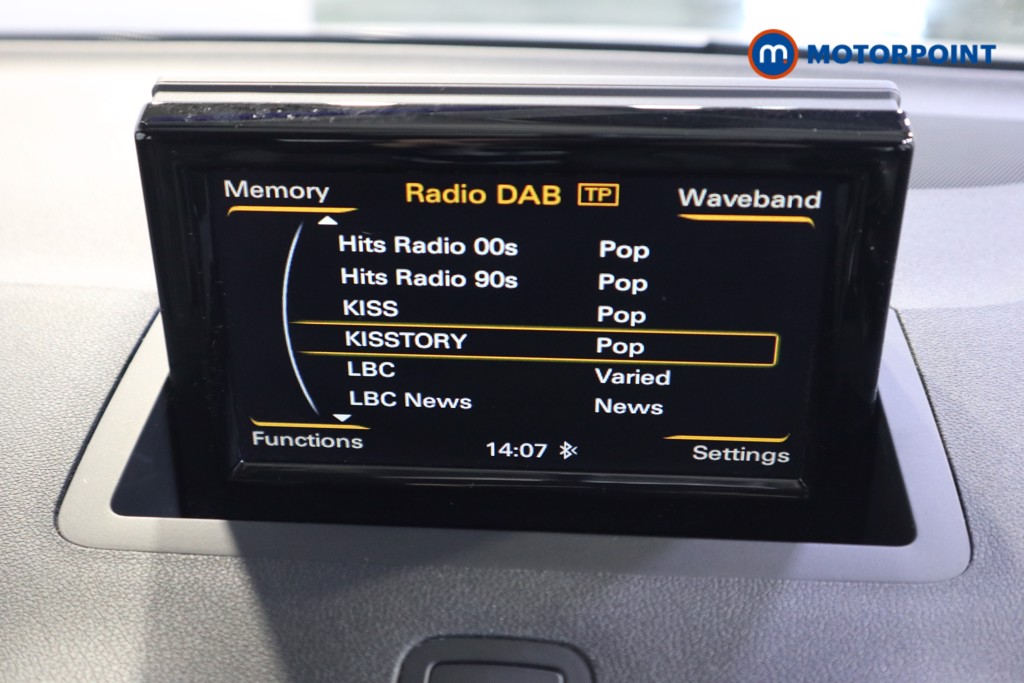 m MOTORPOINT
Memory Radio DAB TP Waveband
Hits Radio 00s Pop
Hits Radio 90s Pop
KISS Pop
KISSTORY Pop
LBC Varied
LBC News News
Functions 14:07 Settings